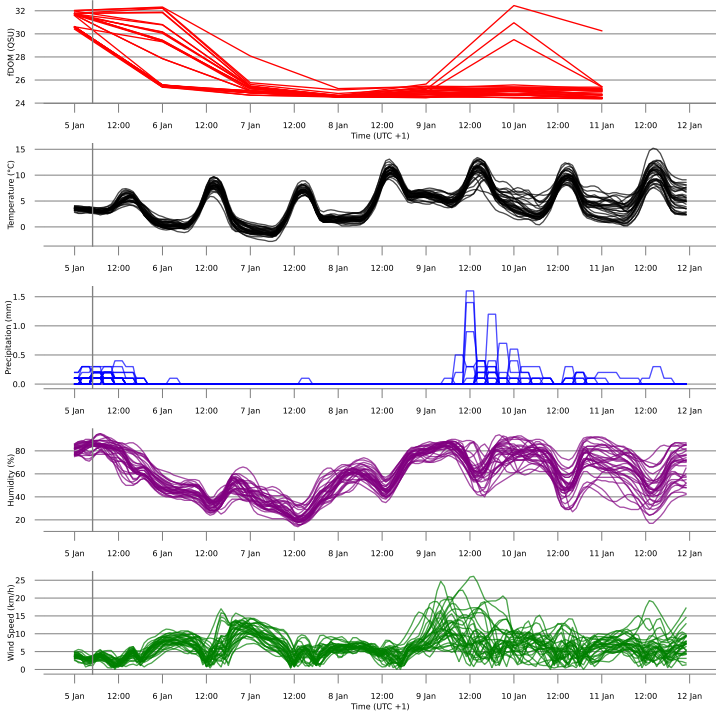 fDOM (QSU)
32
30
28
26
24
5 Jan 12:00 6 Jan 12:00 7 Jan 12:00 8 Jan 12:00 9 Jan 12:00 10 Jan 12:00 11 Jan 12:00 12 Jan
Time (UTC +1)
Temperature (°C)
15
10
5
0
5 Jan 12:00 6 Jan 12:00 7 Jan 12:00 8 Jan 12:00 9 Jan 12:00 10 Jan 12:00 11 Jan 12:00 12 Jan
Precipitation (mm)
1.5
1.0
0.5
0.0
5 Jan 12:00 6 Jan 12:00 7 Jan 12:00 8 Jan 12:00 9 Jan 12:00 10 Jan 12:00 11 Jan 12:00 12 Jan
Humidity (%)
80
60
40
20
5 Jan 12:00 6 Jan 12:00 7 Jan 12:00 8 Jan 12:00 9 Jan 12:00 10 Jan 12:00 11 Jan 12:00 12 Jan
Wind Speed (km/h)
25
20
15
10
5
0
5 Jan 12:00 6 Jan 12:00 7 Jan 12:00 8 Jan 12:00 9 Jan 12:00 10 Jan 12:00 11 Jan 12:00 12 Jan
Time (UTC +1)